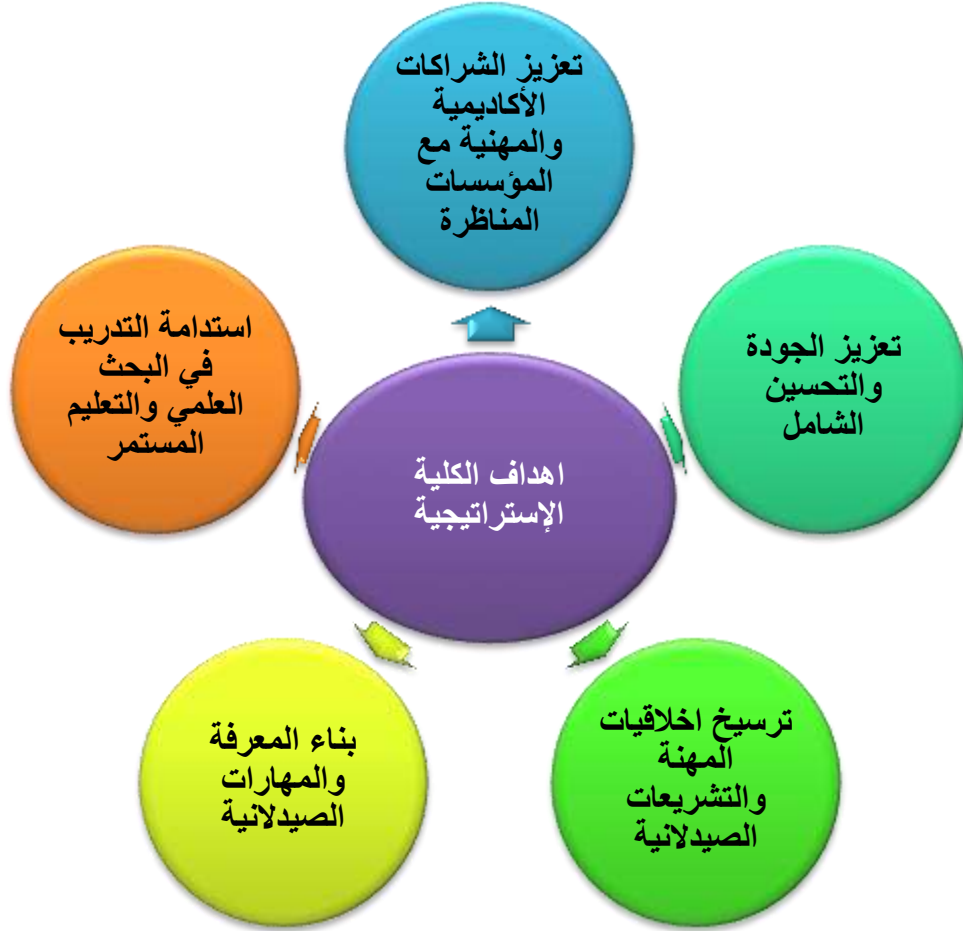 تعزيز الشراكات
الأكاديمية
والمهنية مع
المؤسسات
المناظرة
تعزيز الجودة
والتحسين
الشامل
استدامة التدريب
في البحث
العلمي والتعليم
المستمر
اهداف الكلية
الإستراتيجية
ترسيخ اخلاقيات
المهنة
والتشريعات
الصيدلانية
بناء المعرفة
والمهارات
الصيدلانية